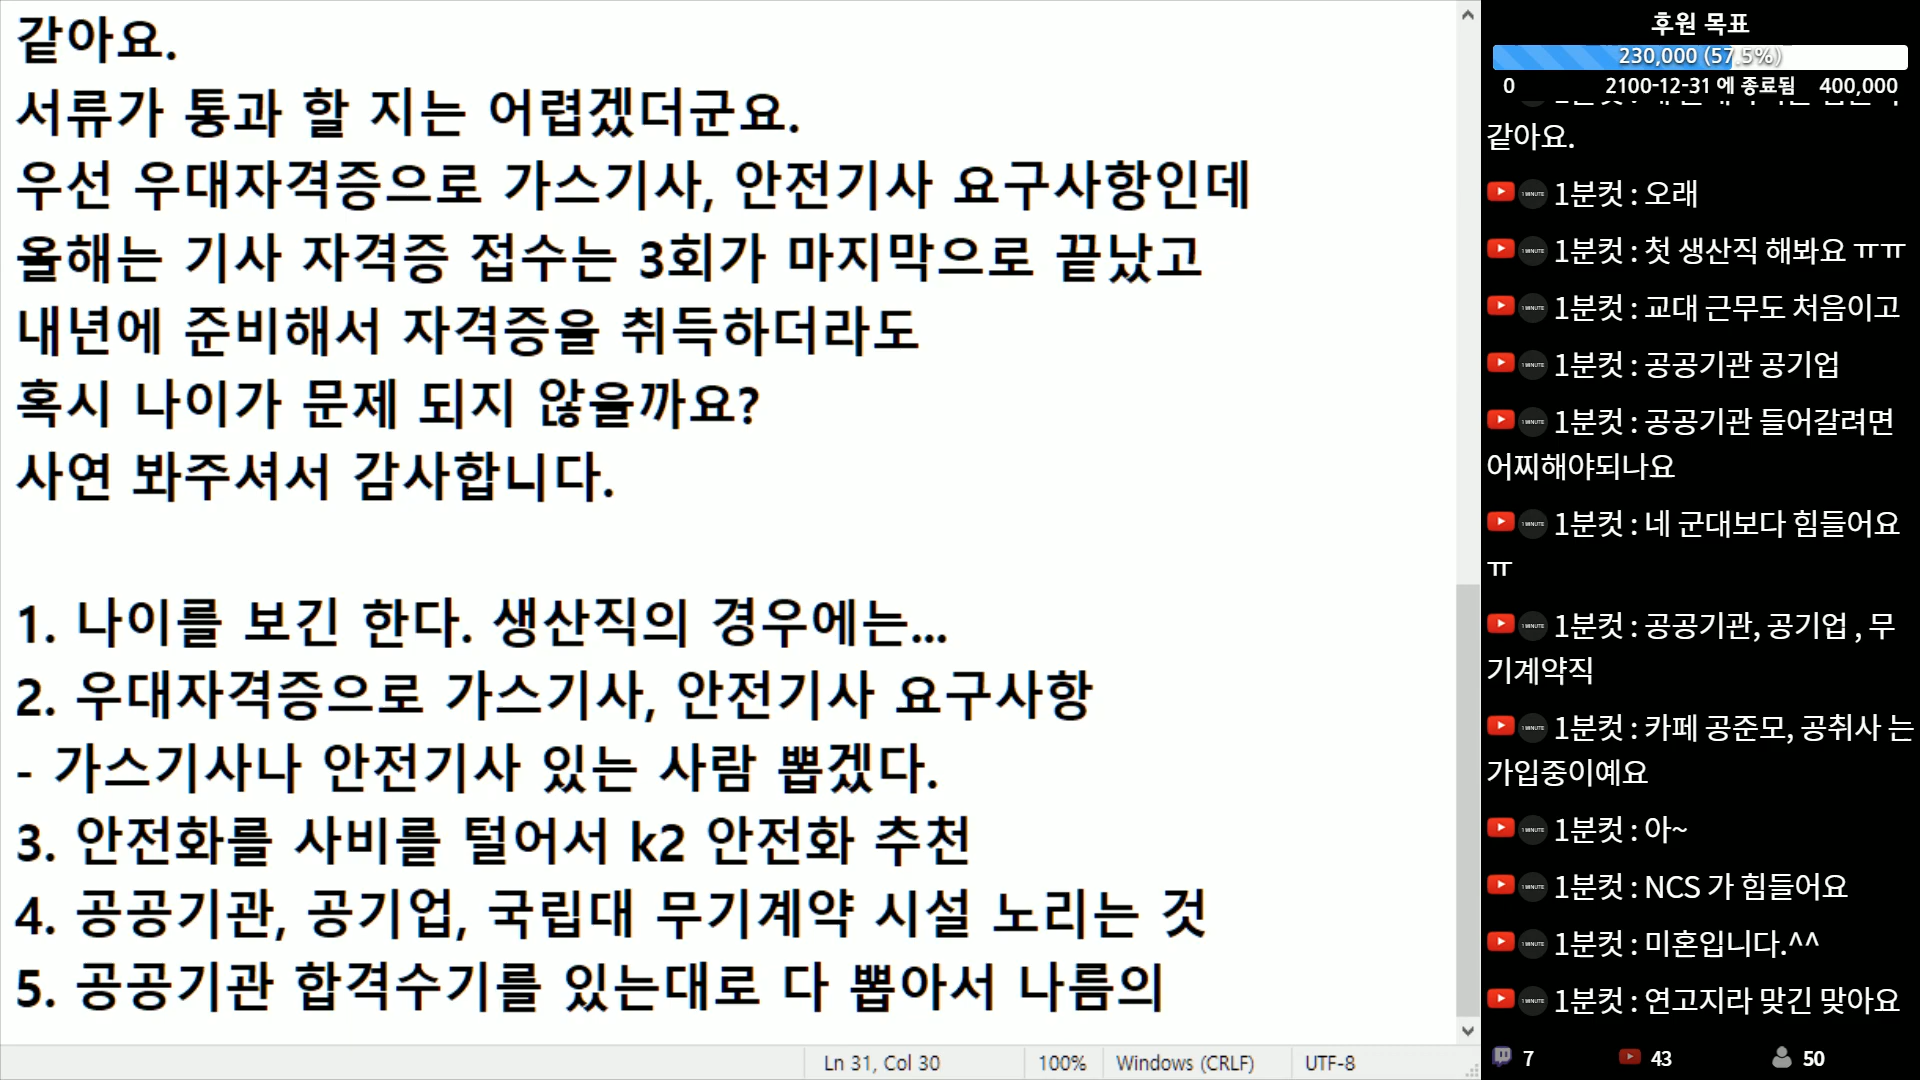 같아요.
서류가 통과 할 지는 어렵겠더군요.
우선 우대자격증으로 가스기사, 안전기사 요구사항인데
올해는 기사 자격증 접수는 3회가 마지막으로 끝났고
내년에 준비해서 자격증을 취득하더라도
혹시 나이가 문제 되지 않을까요?
사연 봐주셔서 감사합니다.
1. 나이를 보긴 한다. 생산직의 경우에는...
2. 우대자격증으로 가스기사, 안전기사 요구사항
- 가스기사나 안전기사 있는 사람 뽑겠다.
3. 안전화를 사비를 털어서 k2 안전화 추천
4. 공공기관, 공기업, 국립대 무기계약 시설 노리는 것
5. 공공기관 합격수기를 있는대로 다 뽑아서 나름의
Ln 31, Col 30
100%
Windows (CRLF)
UTF-8
후원 목표
230,000 (57.5%)
0 2100-12-31 에 종료됨 400,000
같아요.
1분컷 : 오래
1분컷 : 첫 생산직 해봐요 ㅠㅠ
1분컷 : 교대 근무도 처음이고
1분컷 : 공공기관 공기업
1분컷 : 공공기관 들어갈려면
어찌해야되나요
1분컷 : 네 군대보다 힘들어요
ㅠ
1분컷 : 공공기관, 공기업 , 무
기계약직
1분컷 : 카페 공준모, 공취사 는
가입중이예요
1분컷 : 아~
1분컷 : NCS 가 힘들어요
1분컷 : 미혼입니다.^^
1분컷 : 연고지라 맞긴 맞아요
7 43 50